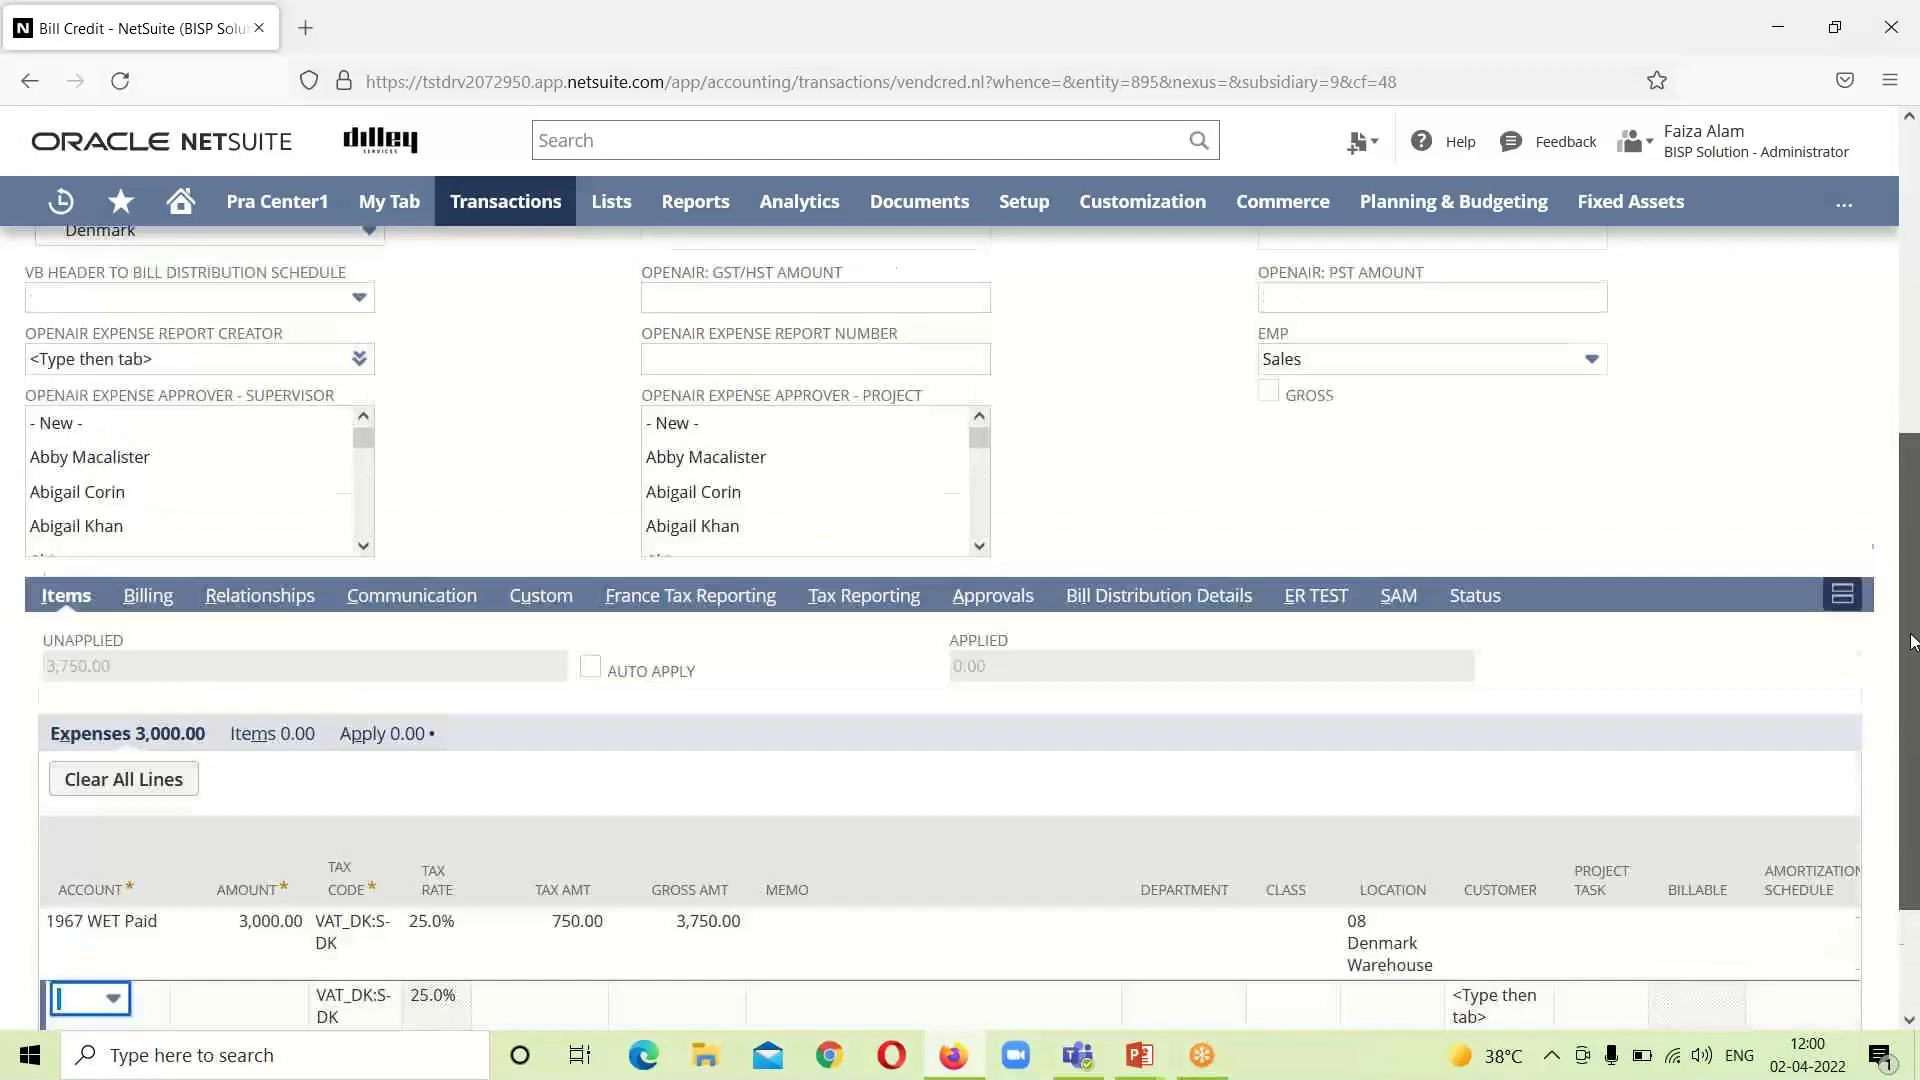 Bill Credit - NetSuite (BISP Solu
https://tstdrv2072950.app.netsuite.com/app/accounting/transactions/vendcred.nl?whence=&entity=895&nexus=&subsidiary=9&cf=48
ORACLE NETSUITE
dilley
SERVICES
Search
Help
Feedback
Faiza Alam
BISP Solution - Administrator
Pra Center1 My Tab Transactions Lists Reports Analytics Documents Setup Customization Commerce Planning & Budgeting Fixed Assets ...
Denmark
VB HEADER TO BILL DISTRIBUTION SCHEDULE OPENAIR: GST/HST AMOUNT OPENAIR: PST AMOUNT
OPENAIR EXPENSE REPORT CREATOR OPENAIR EXPENSE REPORT NUMBER EMP
<Type then tab> Sales
OPENAIR EXPENSE APPROVER - SUPERVISOR OPENAIR EXPENSE APPROVER - PROJECT GROSS
- New - - New -
Abby Macalister Abby Macalister
Abigail Corin Abigail Corin
Abigail Khan Abigail Khan
Items Billing Relationships Communication Custom France Tax Reporting Tax Reporting Approvals Bill Distribution Details ER TEST SAM Status
UNAPPLIED APPLIED
3,750.00 AUTO APPLY 0.00
Expenses 3,000.00 Items 0.00 Apply 0.00 •
Clear All Lines
ACCOUNT* AMOUNT* TAX CODE* TAX RATE TAX AMT GROSS AMT MEMO DEPARTMENT CLASS LOCATION CUSTOMER PROJECT TASK BILLABLE AMORTIZATION SCHEDULE
1967 WET Paid 3,000.00 VAT_DK:S- 25.0% 750.00 3,750.00 08
DK Denmark
Warehouse
VAT_DK:S- 25.0% <Type then
DK tab>
Type here to search
38°C
ENG
12:00
02-04-2022
1